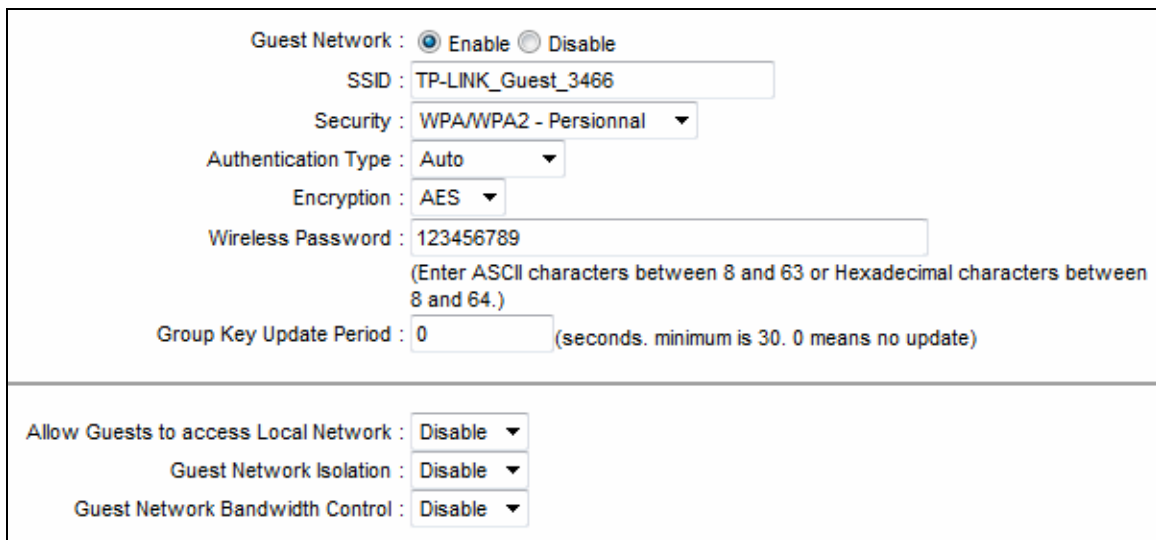 Guest Network : Enable Disable
SSID : TP-LINK_Guest_3466
Security : WPA/WPA2 - Persionnal
Authentication Type : Auto
Encryption : AES
Wireless Password : 123456789
(Enter ASCII characters between 8 and 63 or Hexadecimal characters between
8 and 64.)
Group Key Update Period : 0 (seconds. minimum is 30. 0 means no update)
Allow Guests to access Local Network : Disable
Guest Network Isolation : Disable
Guest Network Bandwidth Control : Disable